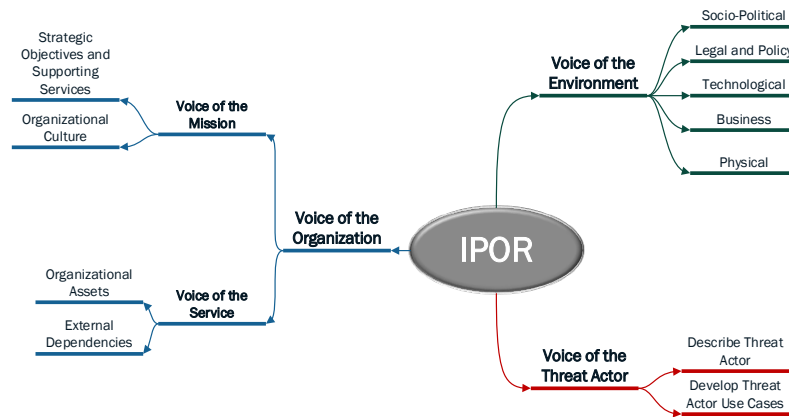 Strategic
Objectives and
Supporting
Services
Organizational
Culture
Voice of the
Mission
Voice of the
Organization
Organizational
Assets
External
Dependencies
Voice of the
Service
IPOR
Voice of the
Environment
Socio-Political
Legal and Policy
Technological
Business
Physical
Voice of the
Threat Actor
Describe Threat
Actor
Develop Threat
Actor Use Cases